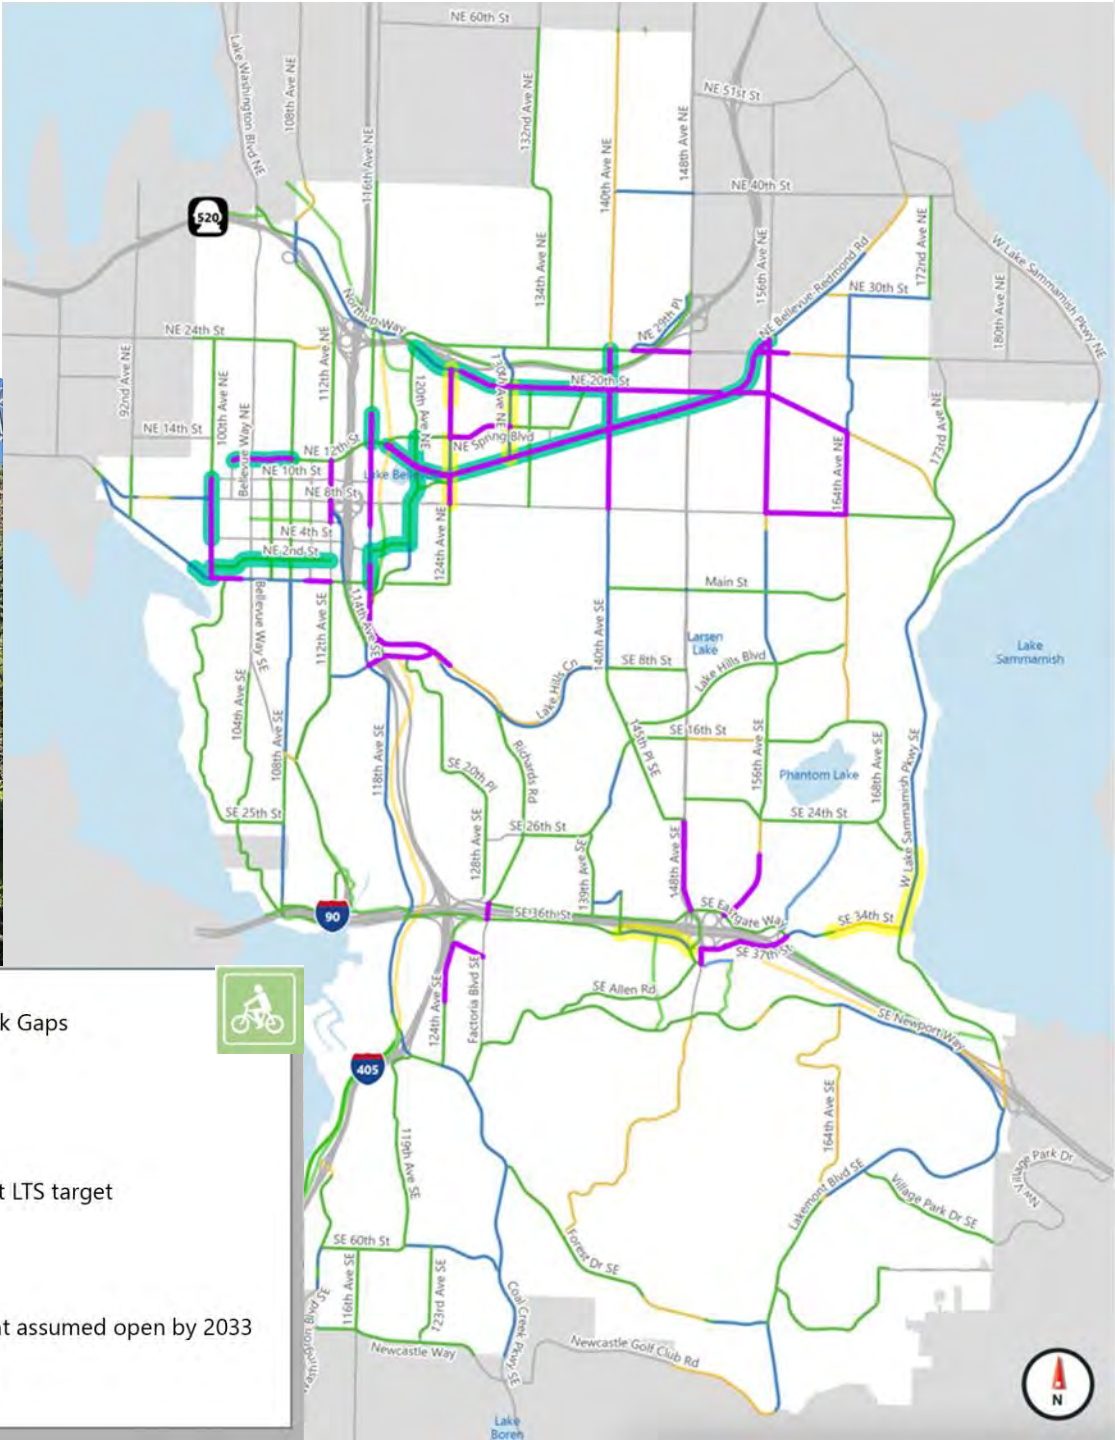 NE 60th St
Lake Washington Blvd NE
108th Ave NE
116th Ave NE
132nd Ave NE
140th Ave NE
148th Ave NE
NE 51st St
NE 40th St
520
134th Ave NE
156th Ave NE
NE Bellevue-Redmond Rd
172nd Ave NE
W Lake Sammamish Pkwy NE
180th Ave NE
NE 30th St
Northup Way
NE 29th Pl
NE 24th St
92nd Ave NE
112th Ave NE
100th Ave NE
120th Ave NE
130th Ave NE
NE 20th St
173rd Ave NE
NE 14th St
Bellevue Way NE
NE 12th St
NE Spring Blvd
NE 10th St
164th Ave NE
NE 8th St
NE 4th St
124th Ave NE
NE 2nd St
Main St
Bellevue Way SE
112th Ave SE
114th Ave SE
140th Ave SE
Larsen
Lake
Lake
Sammamish
SE 8th St
Lake Hills Blvd
Lake Hills Cn
104th Ave SE
108th Ave SE
118th Ave SE
145th Pl SE
SE 16th St
156th Ave SE
Phantom Lake
168th Ave SE
W Lake Sammamish Pkwy SE
Richards Rd
SE 20th Pl
SE 25th St
SE 26th St
SE 24th St
128th Ave SE
139th Ave SE
148th Ave SE
90
SE 36th St
SE Eastgate Way
SE 34th St
SE 37th St
124th Ave SE
Factoria Blvd SE
SE Allen Rd
SE Newport Way
k Gaps
405
164th Ave SE
119th Ave SE
Lakemont Blvd SE
NW Village Park Dr
Village Park Dr SE
t LTS target
SE 60th St
Forest Dr SE
116th Ave SE
123rd Ave SE
Coal Creek Pkwy SE
t assumed open by 2033
Newcastle Way
Newcastle Golf Club Rd
Lake
Boren
N